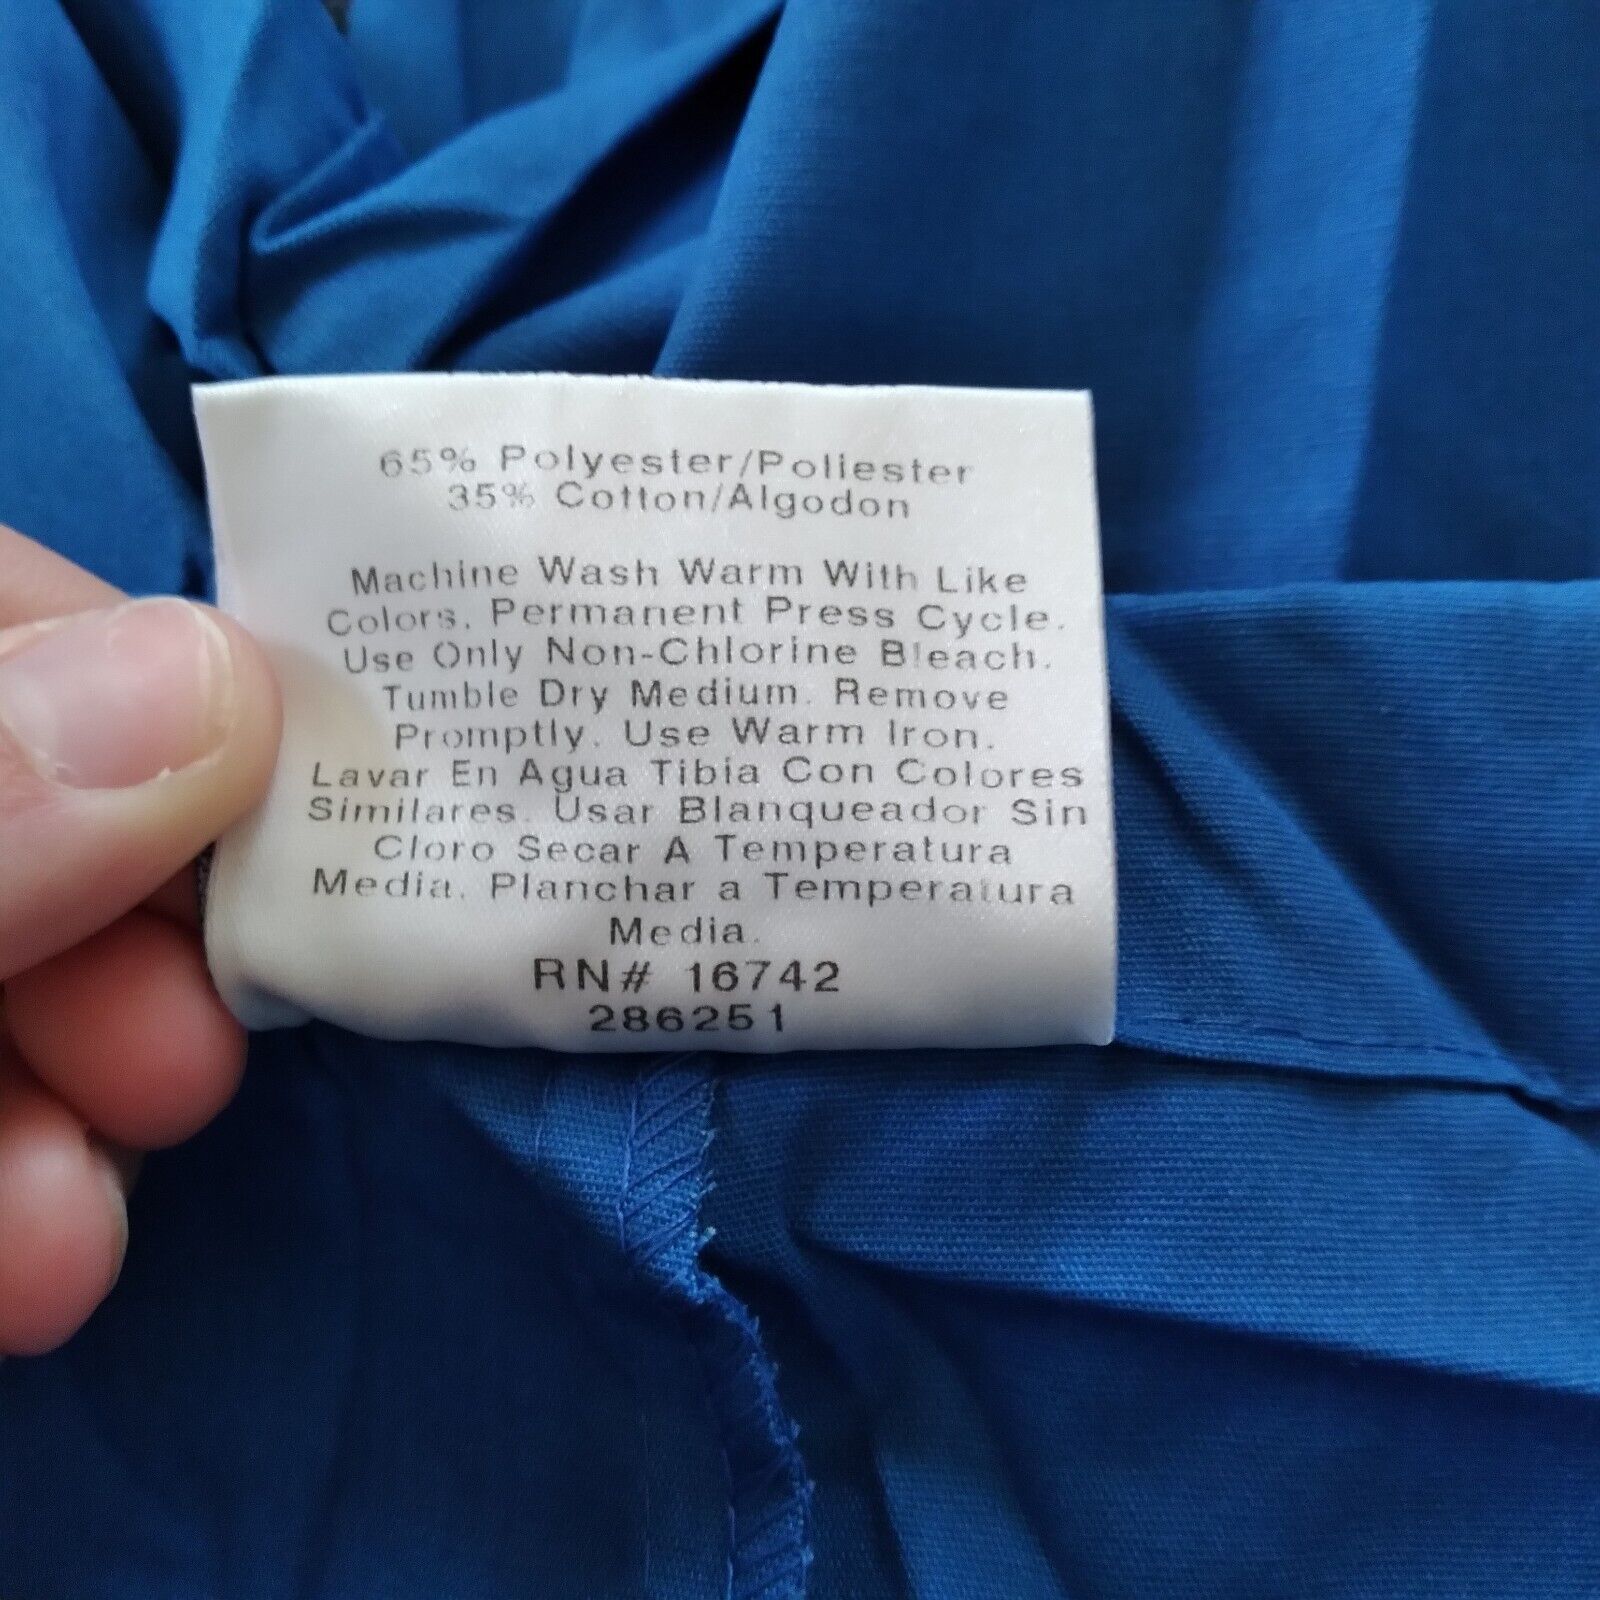 65% Polyester/Poliester
35% Cotton/Algodon
Machine Wash Warm With Like
Colors. Permanent Press Cycle.
Use Only Non-Chlorine Bleach.
Tumble Dry Medium. Remove
Promptly. Use Warm Iron.
Lavar En Agua Tibia Con Colores
Similares. Usar Blanqueador Sin
Cloro Secar A Temperatura
Media. Planchar a Temperatura
Media.
RN# 16742
286251